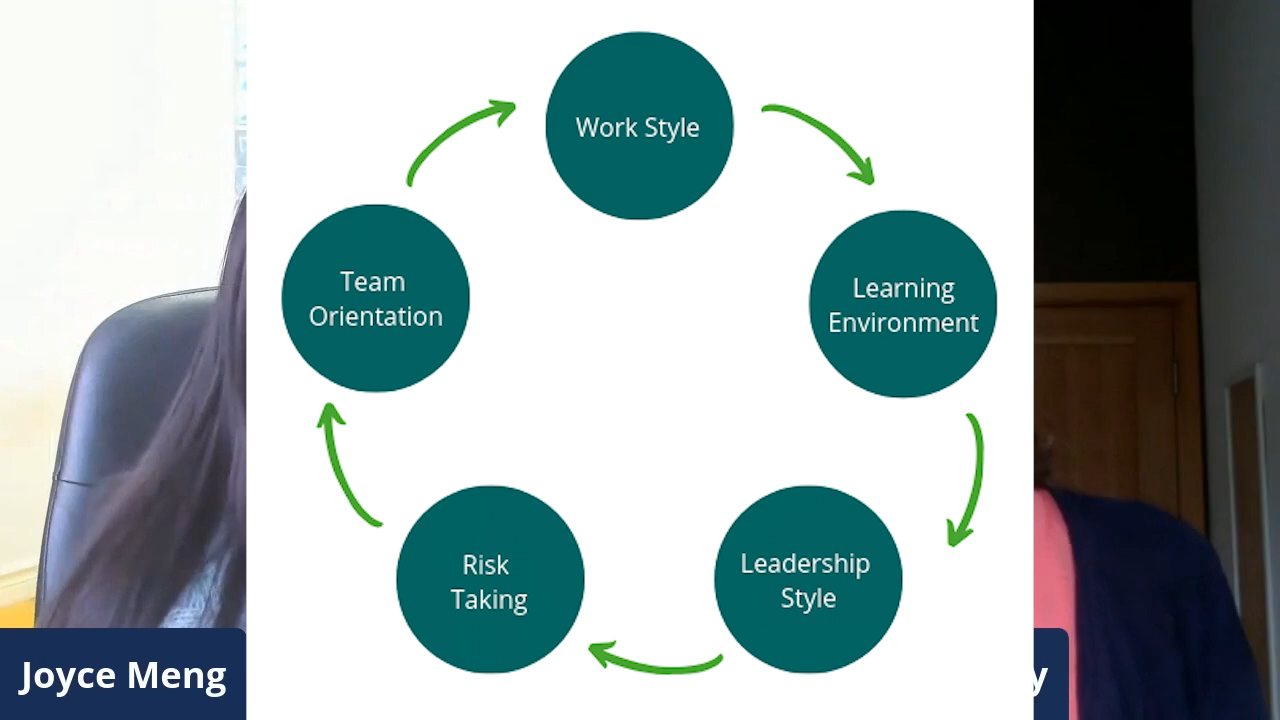 Work Style
Learning
Environment
Leadership
Style
Risk
Taking
Team
Orientation
Joyce Meng
y